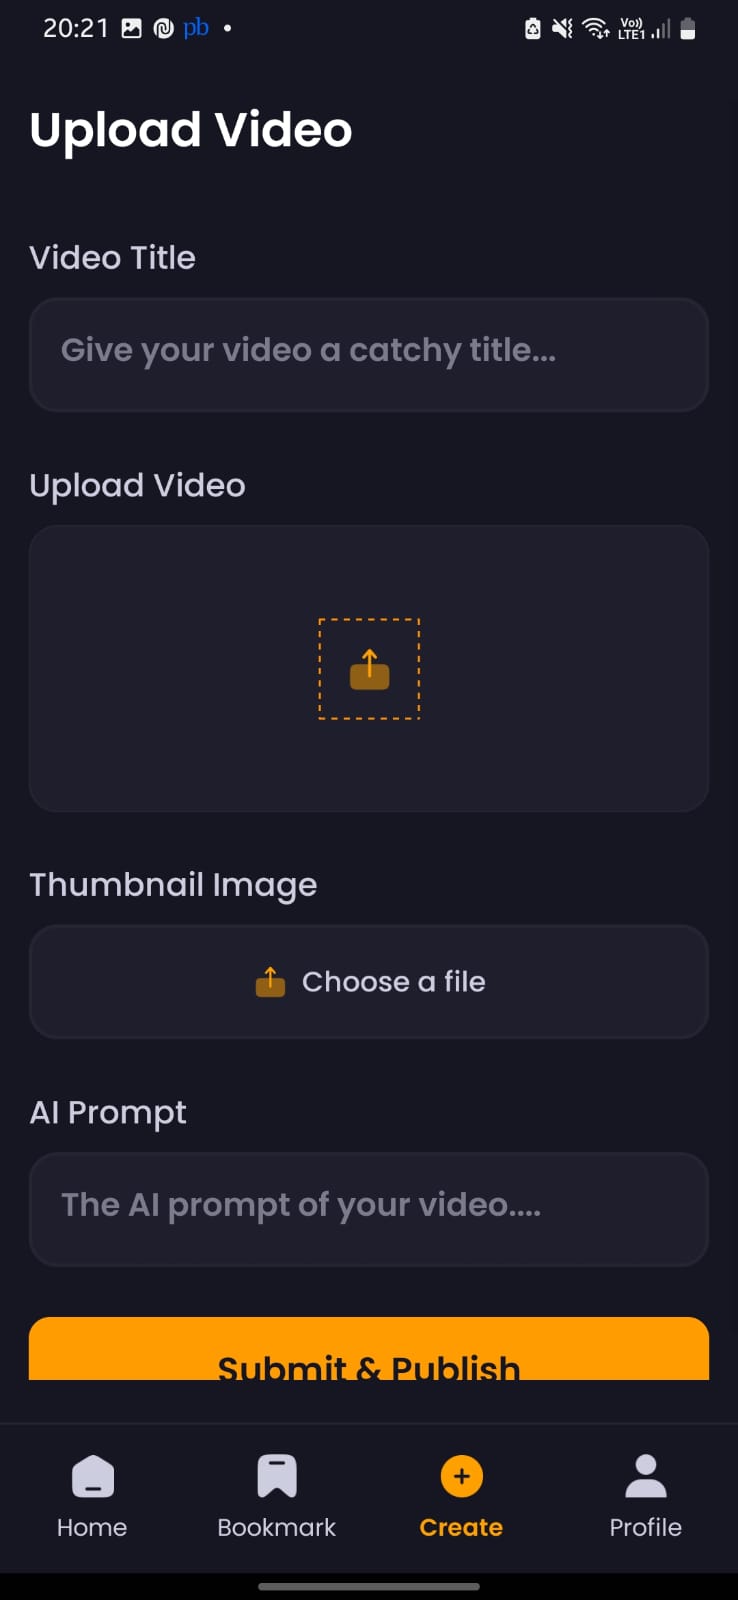 20:21 pb Vo)) LTE1
Upload Video
Video Title
Give your video a catchy title...
Upload Video
Thumbnail Image
Choose a file
AI Prompt
The AI prompt of your video....
Submit & Publish
Home Bookmark Create Profile